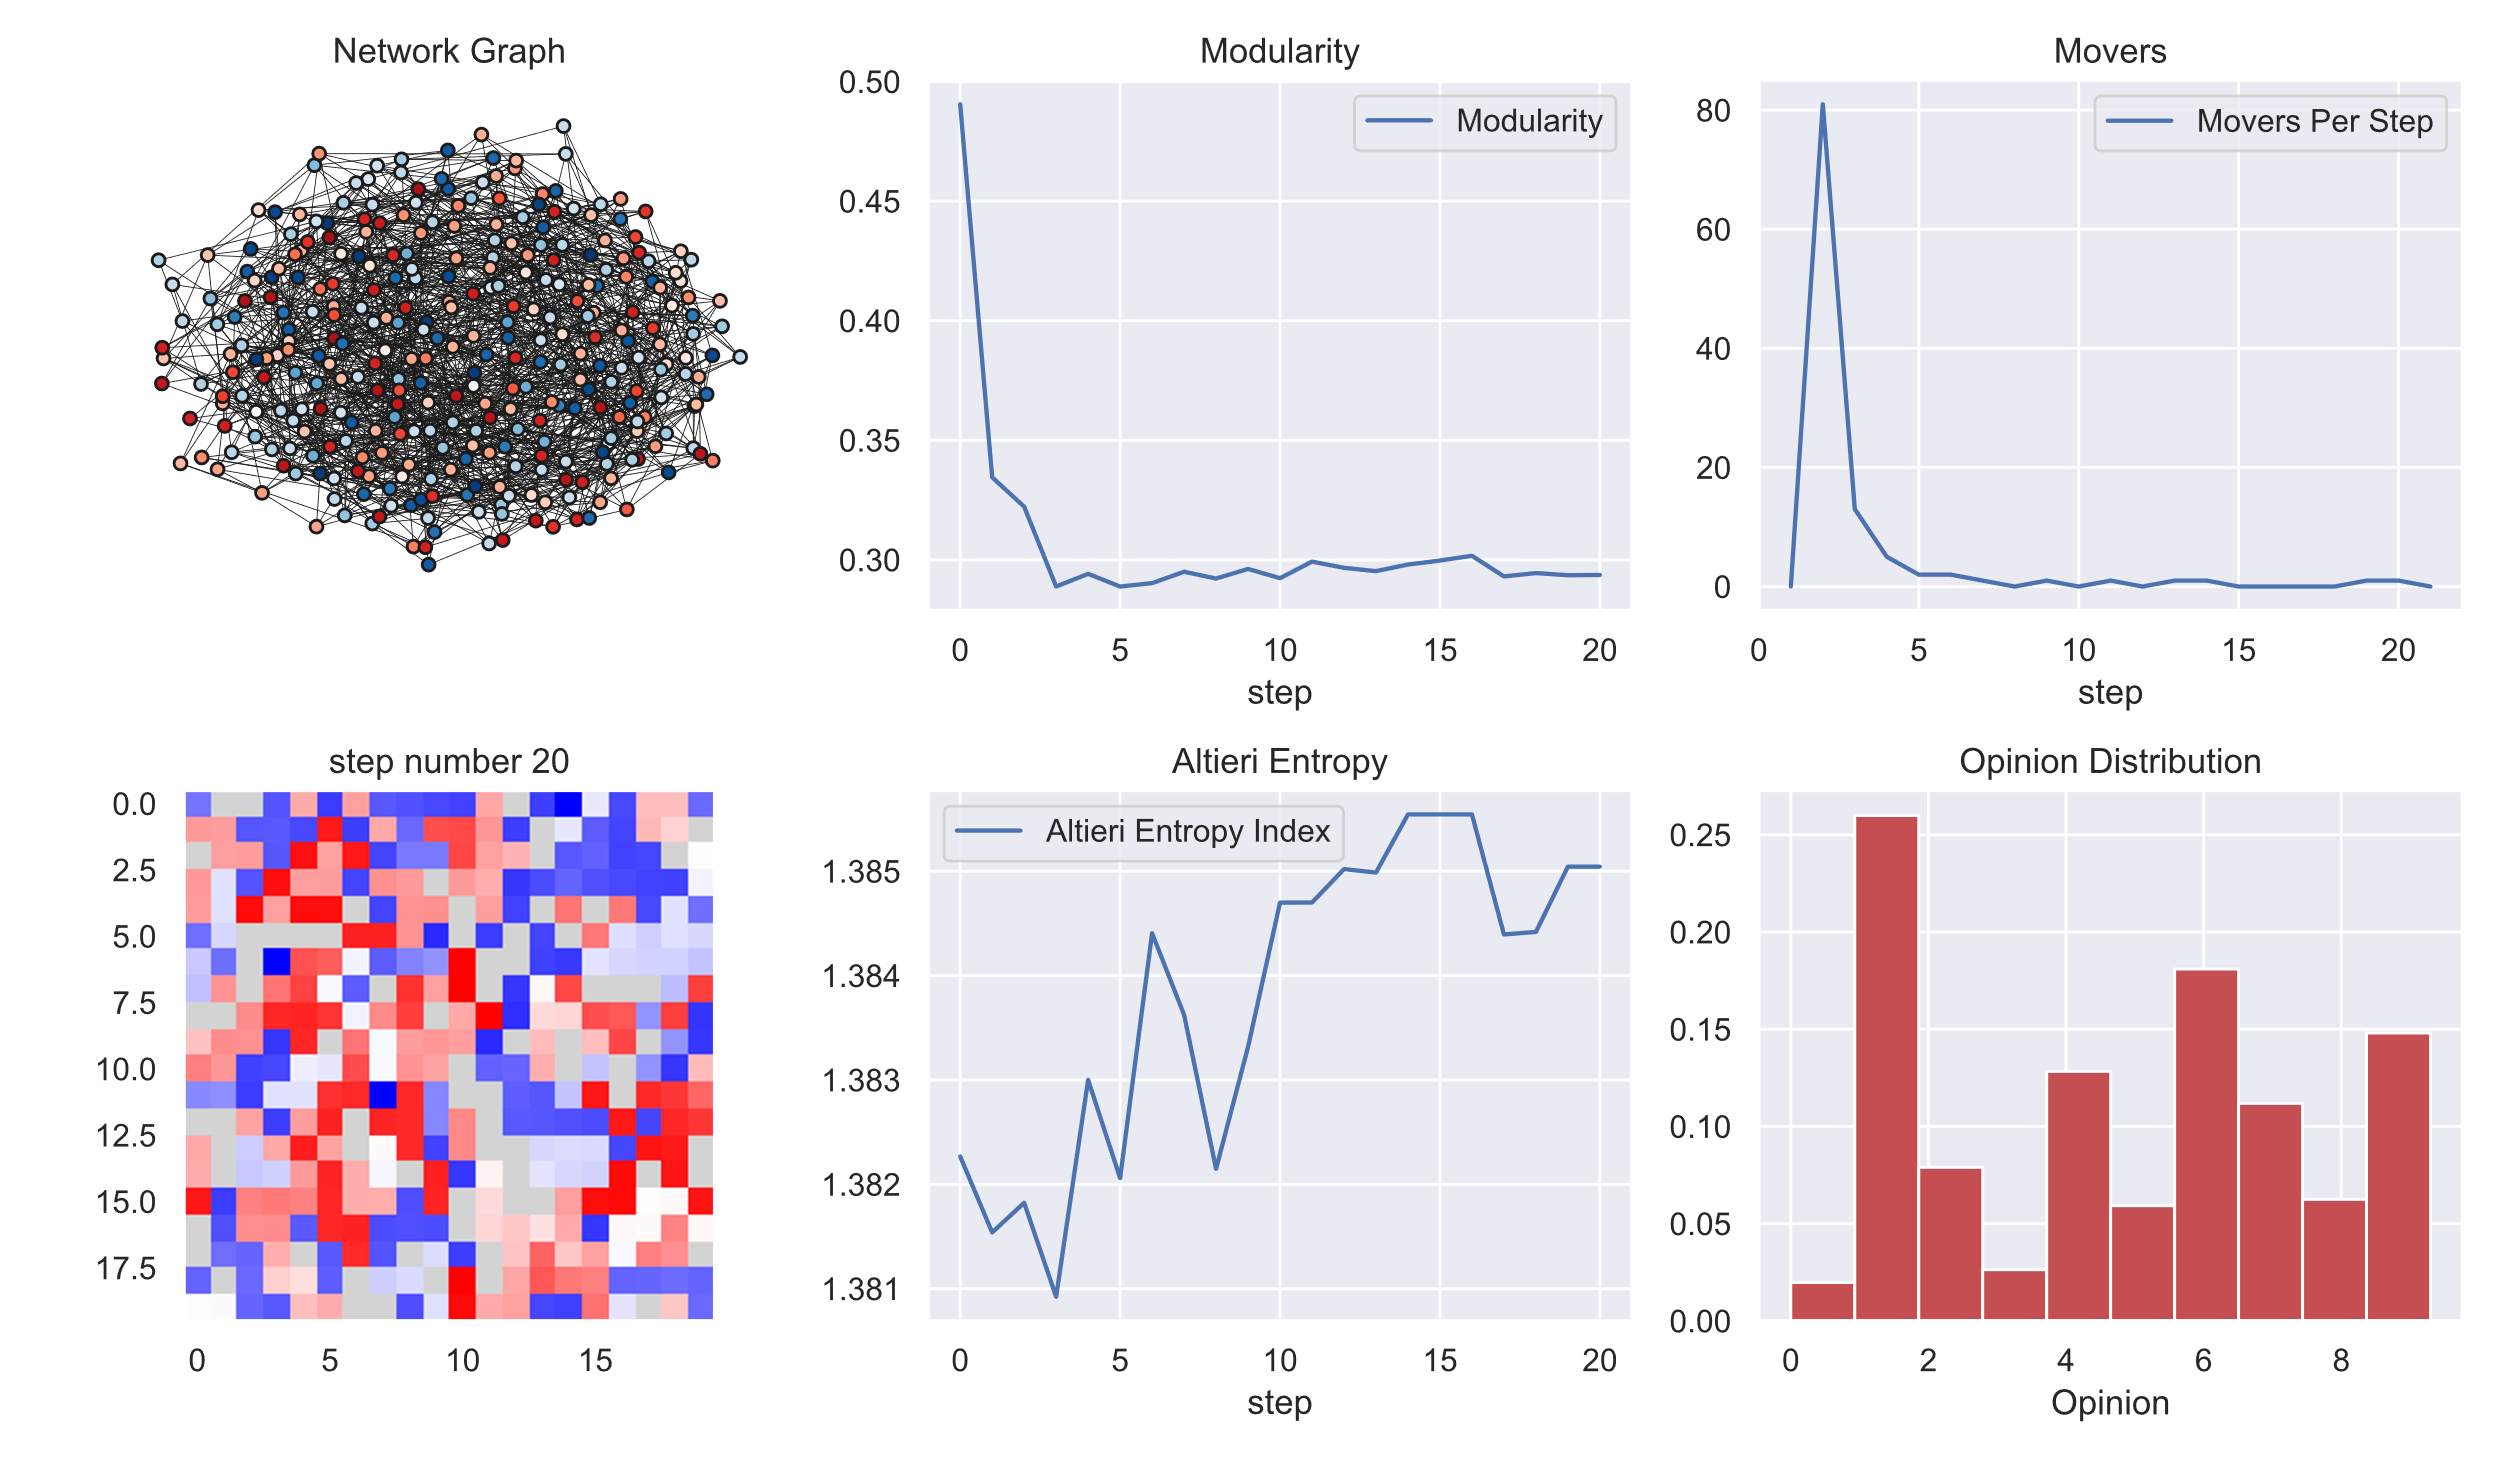 Network Graph
Modularity
0.50
0.45
0.40
0.35
0.30
Modularity
0 5 10 15 20
step
Movers
80
60
40
20
0
Movers Per Step
0 5 10 15 20
step
step number 20
0.0
2.5
5.0
7.5
10.0
12.5
15.0
17.5
0 5 10 15
Altieri Entropy
Altieri Entropy Index
1.385
1.384
1.383
1.382
1.381
0 5 10 15 20
step
Opinion Distribution
0.25
0.20
0.15
0.10
0.05
0.00
0 2 4 6 8
Opinion